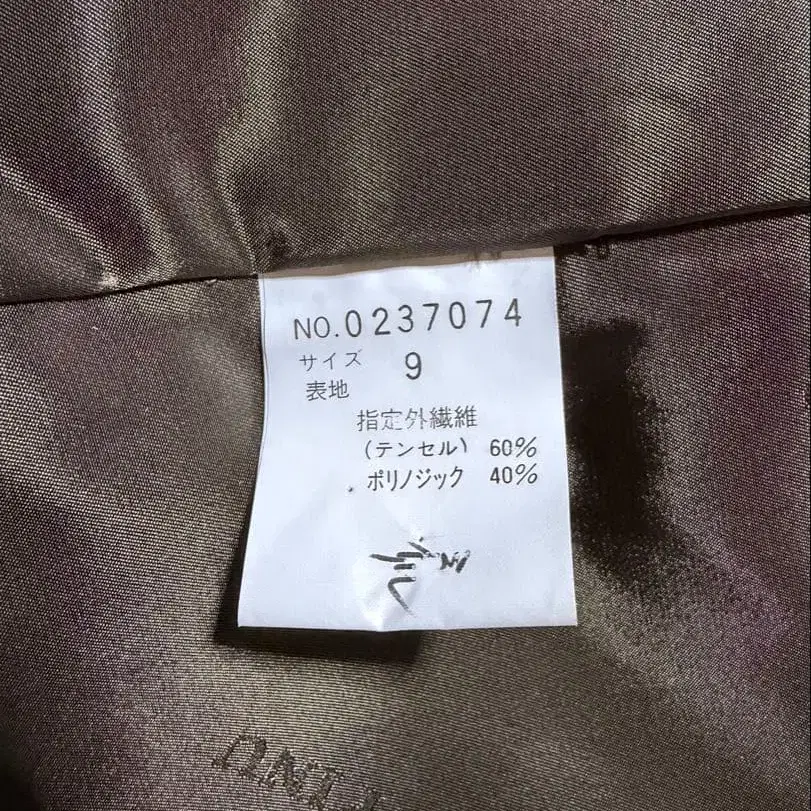 NO.0237074
サイズ 9
表地
指定外繊維
(テンセル) 60%
ポリノジック 40%